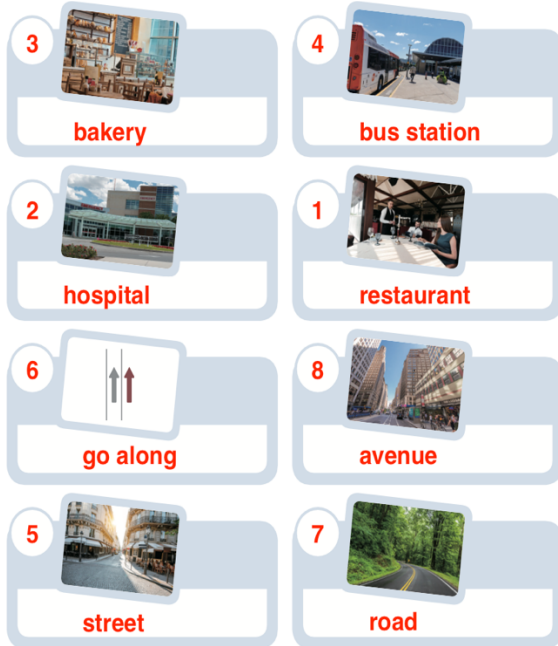 3
bakery
4
bus station
2
hospital
1
restaurant
6
go along
8
avenue
5
street
7
road